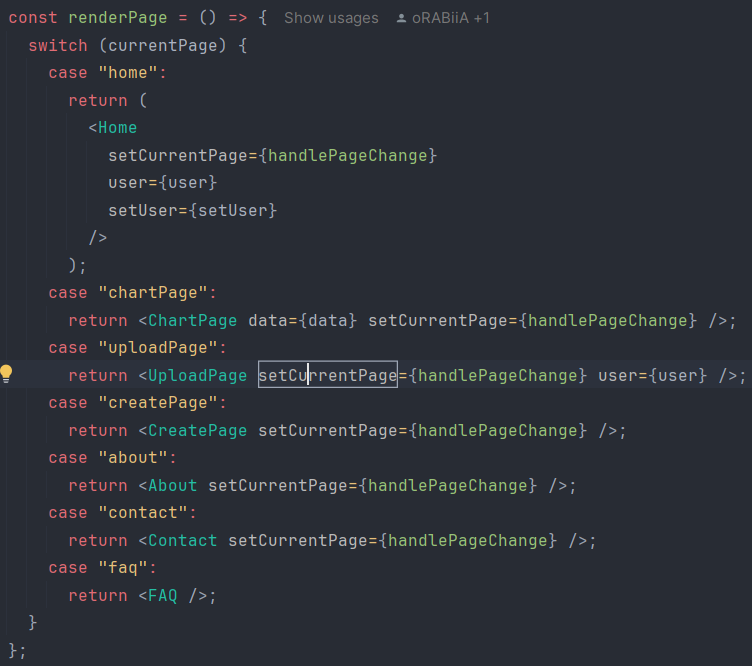 const renderPage = () => { Show usages oRABiiA +1
switch (currentPage) {
case "home":
return (
<Home
setCurrentPage={handlePageChange}
user={user}
setUser={setUser}
/>
);
case "chartPage":
return <ChartPage data={data} setCurrentPage={handlePageChange} />;
case "uploadPage":
return <UploadPage setCurrentPage={handlePageChange} user={user} />;
case "createPage":
return <CreatePage setCurrentPage={handlePageChange} />;
case "about":
return <About setCurrentPage={handlePageChange} />;
case "contact":
return <Contact setCurrentPage={handlePageChange} />;
case "faq":
return <FAQ />;
}
};